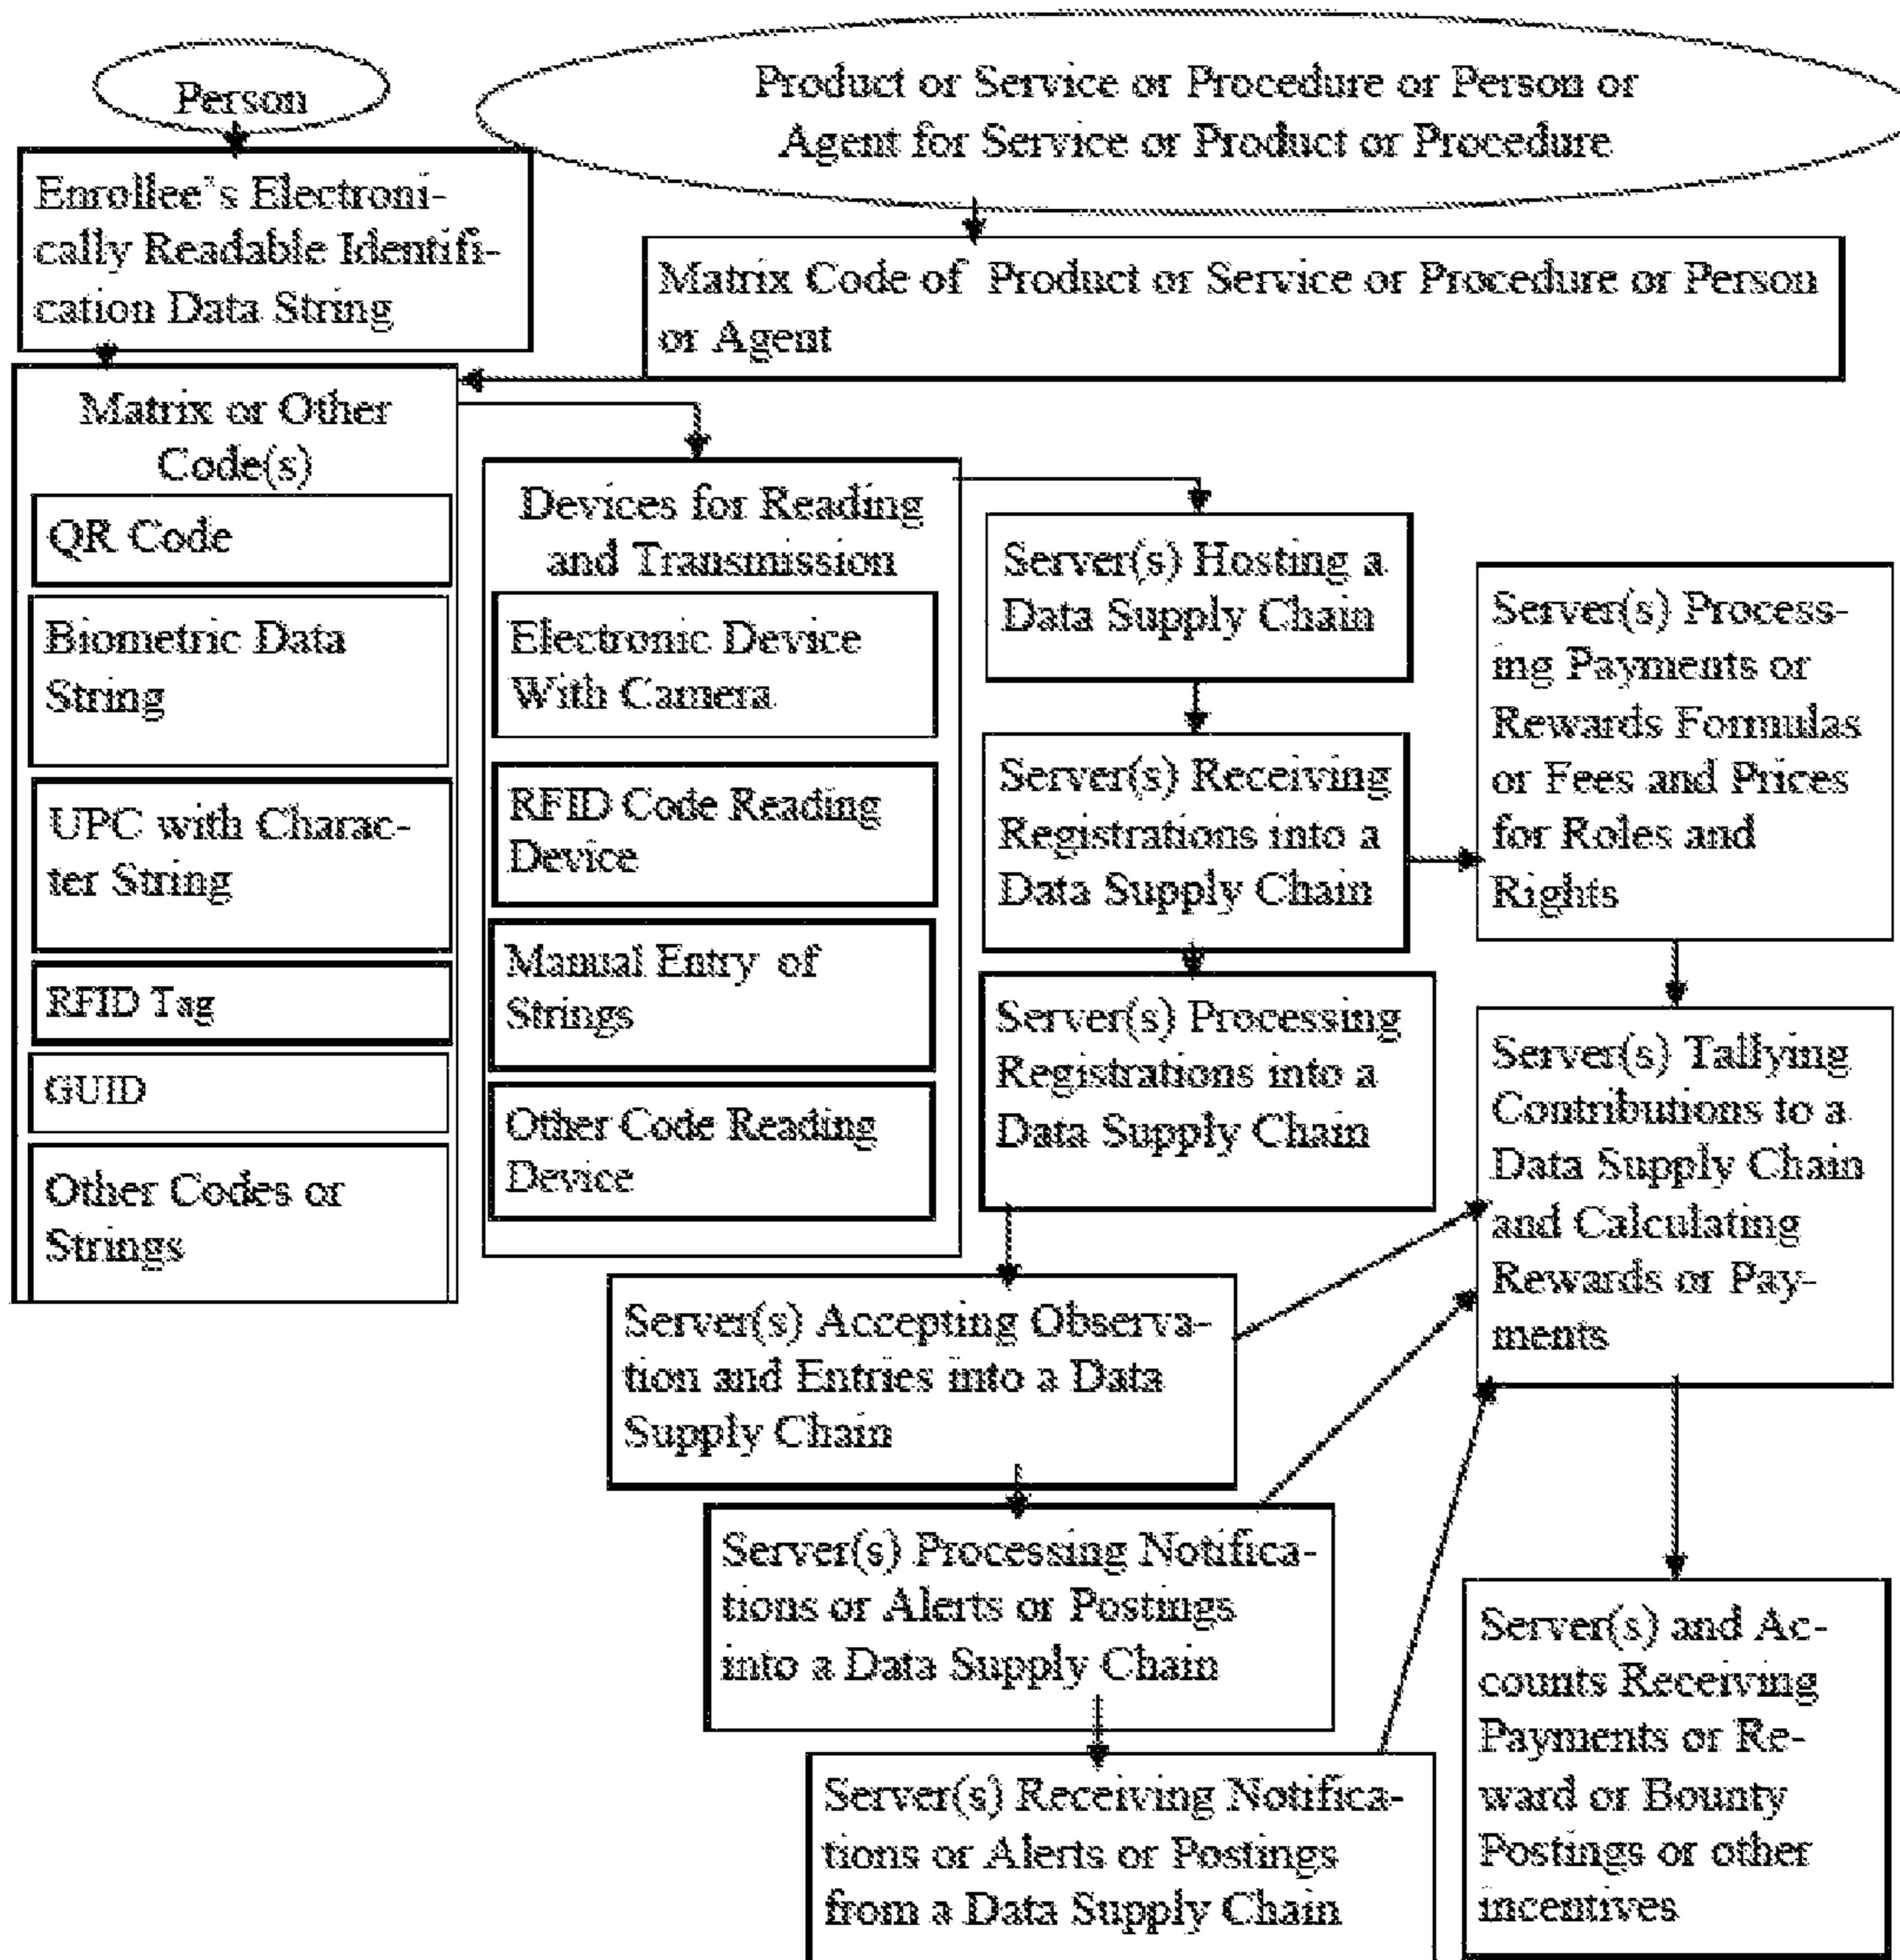 Person
Product or Service or Procedure or Person or
Agent for Service or Product or Procedure
Enrollee's Electroni-
cally Readable Identifi-
cation Data String
Matrix Code of Product or Service or Procedure or Person
or Agent
Matrix or Other
Code(s)
QR Code
Biometric Data
String
UPC with Charac-
ter String
RFID Tag
GUID
Other Codes or
Strings
Devices for Reading
and Transmission
Electronic Device
With Camera
RFID Code Reading
Device
Manual Entry of
Strings
Other Code Reading
Device
Server(s) Hosting a
Data Supply Chain
Server(s) Receiving
Registrations into a
Data Supply Chain
Server(s) Processing
Registrations into a
Data Supply Chain
Server(s) Process-
ing Payments or
Rewards Formulas
or Fees and Prices
for Roles and
Rights
Server(s) Tallying
Contributions to a
Data Supply Chain
and Calculating
Rewards or Pay-
ments
Server(s) Accepting Observa-
tion and Entries into a Data
Supply Chain
Server(s) Processing Notifica-
tions or Alerts or Postings
into a Data Supply Chain
Server(s) Receiving Notifica-
tions or Alerts or Postings
from a Data Supply Chain
Server(s) and Ac-
counts Receiving
Payments or Re-
ward or Bounty
Postings or other
incentives